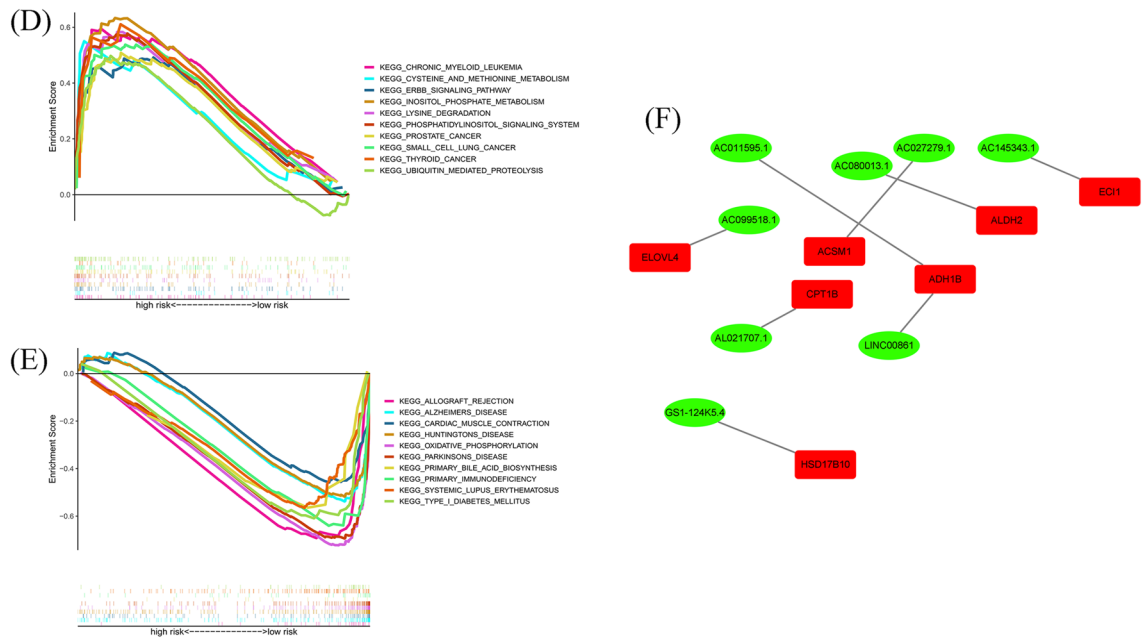 (D)
0.6
0.4
0.2
0.0
Enrichment Score
KEGG_CHRONIC_MYELOID_LEUKEMIA
KEGG_CYSTEINE_AND_METHIONINE_METABOLISM
KEGG_ERBB_SIGNALING_PATHWAY
KEGG_INOSITOL_PHOSPHATE_METABOLISM
KEGG_LYSINE_DEGRADATION
KEGG_PHOSPHATIDYLINOSITOL_SIGNALING_SYSTEM
KEGG_PROSTATE_CANCER
KEGG_SMALL_CELL_LUNG_CANCER
KEGG_THYROID_CANCER
KEGG_UBIQUITIN_MEDIATED_PROTEOLYSIS
high risk<---------------->low risk
(E)
0.0
−0.2
−0.4
−0.6
Enrichment Score
KEGG_ALLOGRAFT_REJECTION
KEGG_ALZHEIMERS_DISEASE
KEGG_CARDIAC_MUSCLE_CONTRACTION
KEGG_HUNTINGTONS_DISEASE
KEGG_OXIDATIVE_PHOSPHORYLATION
KEGG_PARKINSONS_DISEASE
KEGG_PRIMARY_BILE_ACID_BIOSYNTHESIS
KEGG_PRIMARY_IMMUNODEFICIENCY
KEGG_SYSTEMIC_LUPUS_ERYTHEMATOSUS
KEGG_TYPE_I_DIABETES_MELLITUS
high risk<---------------->low risk
(F)
AC011595.1
AC080013.1
AC027279.1
AC145343.1
ECI1
AC099518.1
ALDH2
ELOVL4
ACSM1
ADH1B
CPT1B
AL021707.1
LINC00861
GS1-124K5.4
HSD17B10